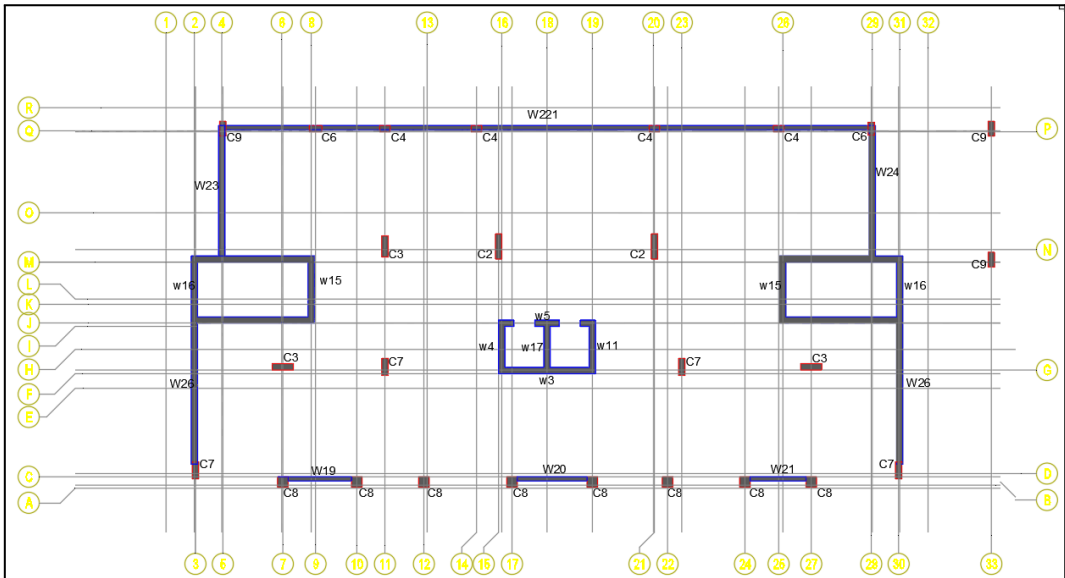 1 2 4 6 8 13 16 18 19 20 23 26 29 31 32
R
W221
Q P
C9 C6 C4 C4 C4 C4 C6 C9
W23 W24
O
C3 C2 C2 N
M C9
L w16 w15 w15 w16
K
J w5
I w4 w17 w11
H C3 C7 C7 C3
F w3 G
W26 W26
E
C7 C7
C W19 W20 W21 D
C8 C8 C8 C8 C8 C8 C8 C8
A B
3 5 7 9 10 11 12 14 15 17 21 22 24 25 27 28 30 33